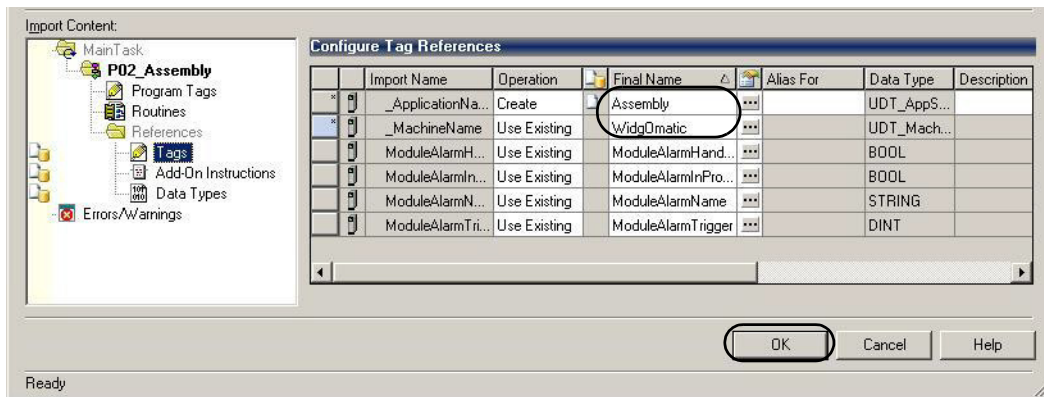 Import Content:
MainTask
P02_Assembly
Program Tags
Routines
References
Tags
Add-On Instructions
Data Types
Errors/Warnings
Configure Tag References
Import Name Operation Final Name Alias For Data Type Description
_ApplicationNa... Create Assembly ... UDT_AppS...
_MachineName Use Existing WidgOmatic ... UDT_Mach...
ModuleAlarmH... Use Existing ModuleAlarmHand... ... BOOL
ModuleAlarmIn... Use Existing ModuleAlarmInPro... ... BOOL
ModuleAlarmN... Use Existing ModuleAlarmName ... STRING
ModuleAlarmTri... Use Existing ModuleAlarmTrigger ... DINT
OK Cancel Help
Ready